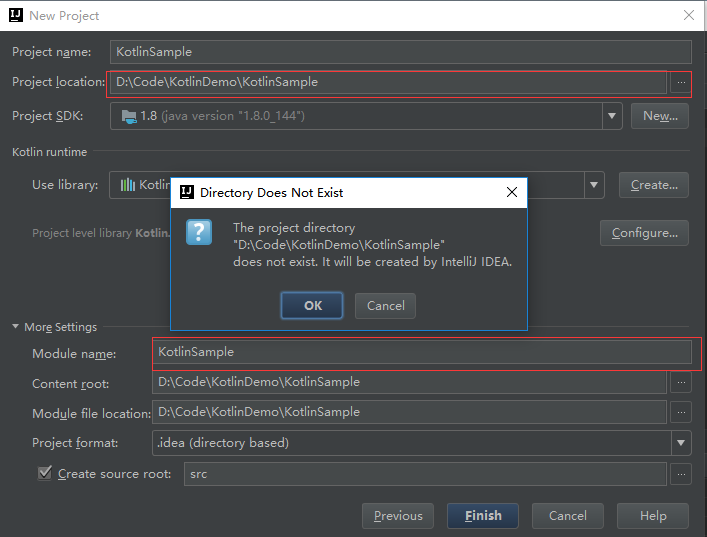 New Project
Project name: KotlinSample
Project location: D:\Code\KotlinDemo\KotlinSample ...
Project SDK: 1.8 (java version "1.8.0_144") New...
Kotlin runtime
Use library: Kotlin Create...
Directory Does Not Exist
The project directory
"D:\Code\KotlinDemo\KotlinSample"
does not exist. It will be created by IntelliJ IDEA.
OK Cancel
Project level library Kotlin. Configure...
More Settings
Module name: KotlinSample
Content root: D:\Code\KotlinDemo\KotlinSample ...
Module file location: D:\Code\KotlinDemo\KotlinSample ...
Project format: .idea (directory based)
Create source root: src ...
Previous Finish Cancel Help